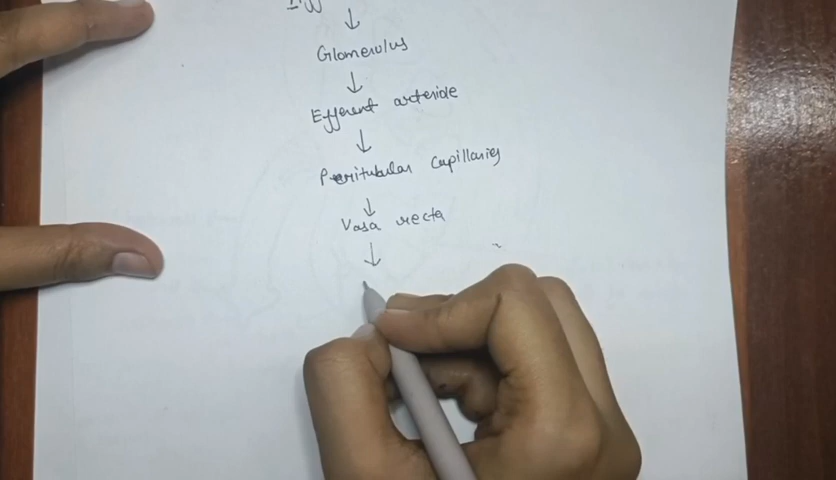 Glomerulus
↓
Efferent arteriole
↓
Peritubular capillaries
↓
Vasa recta
↓